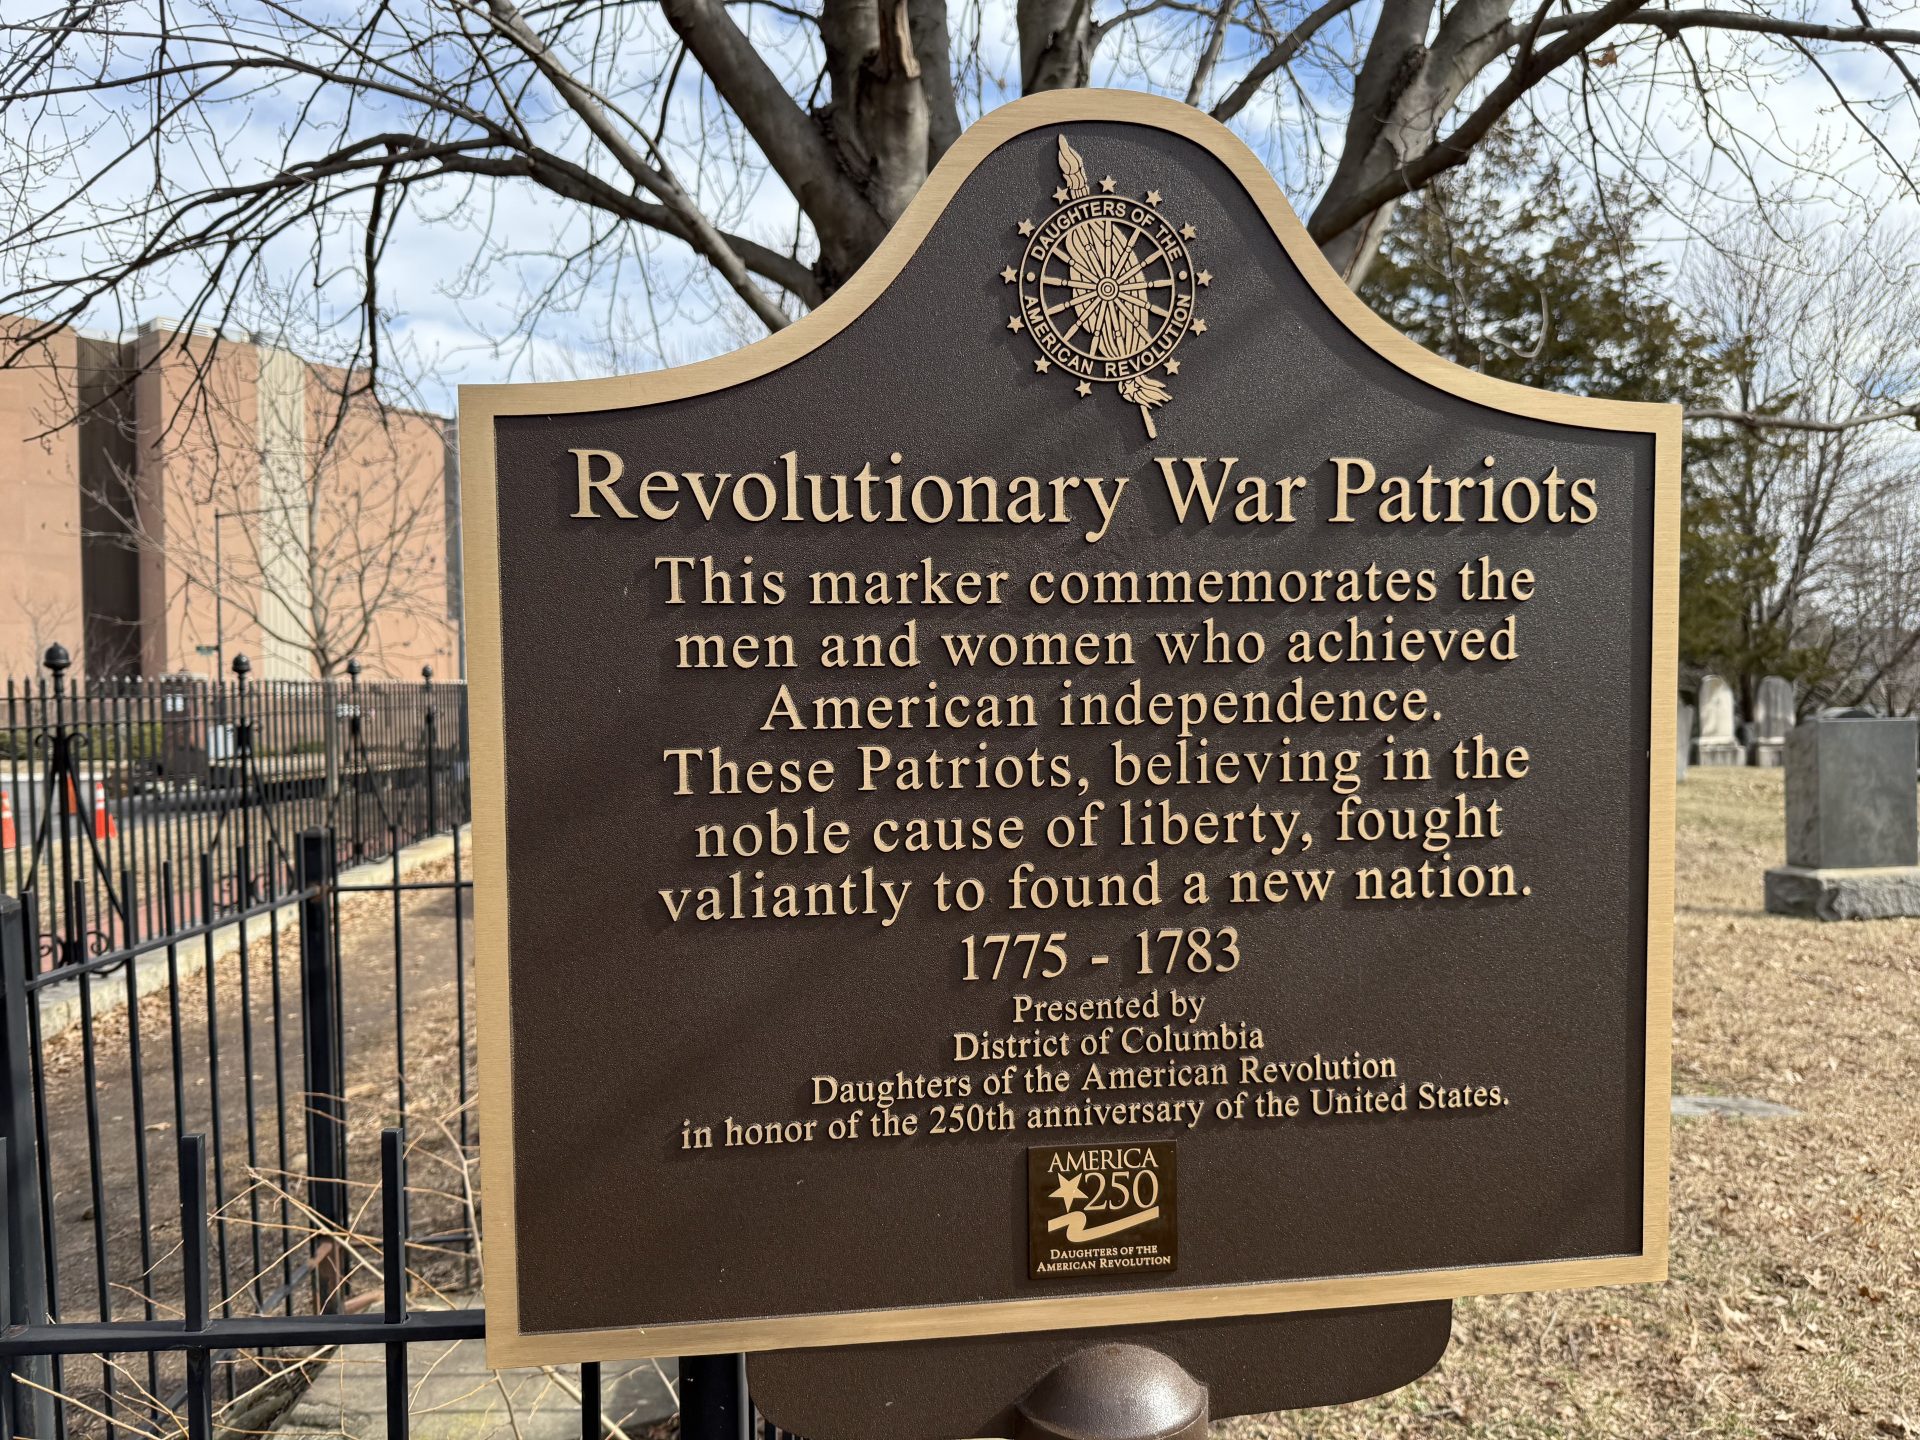 DAUGHTERS OF THE
AMERICAN REVOLUTION
Revolutionary War Patriots
This marker commemorates the
men and women who achieved
American independence.
These Patriots, believing in the
noble cause of liberty, fought
valiantly to found a new nation.
1775 - 1783
Presented by
District of Columbia
Daughters of the American Revolution
in honor of the 250th anniversary of the United States.
AMERICA
250
DAUGHTERS OF THE
AMERICAN REVOLUTION